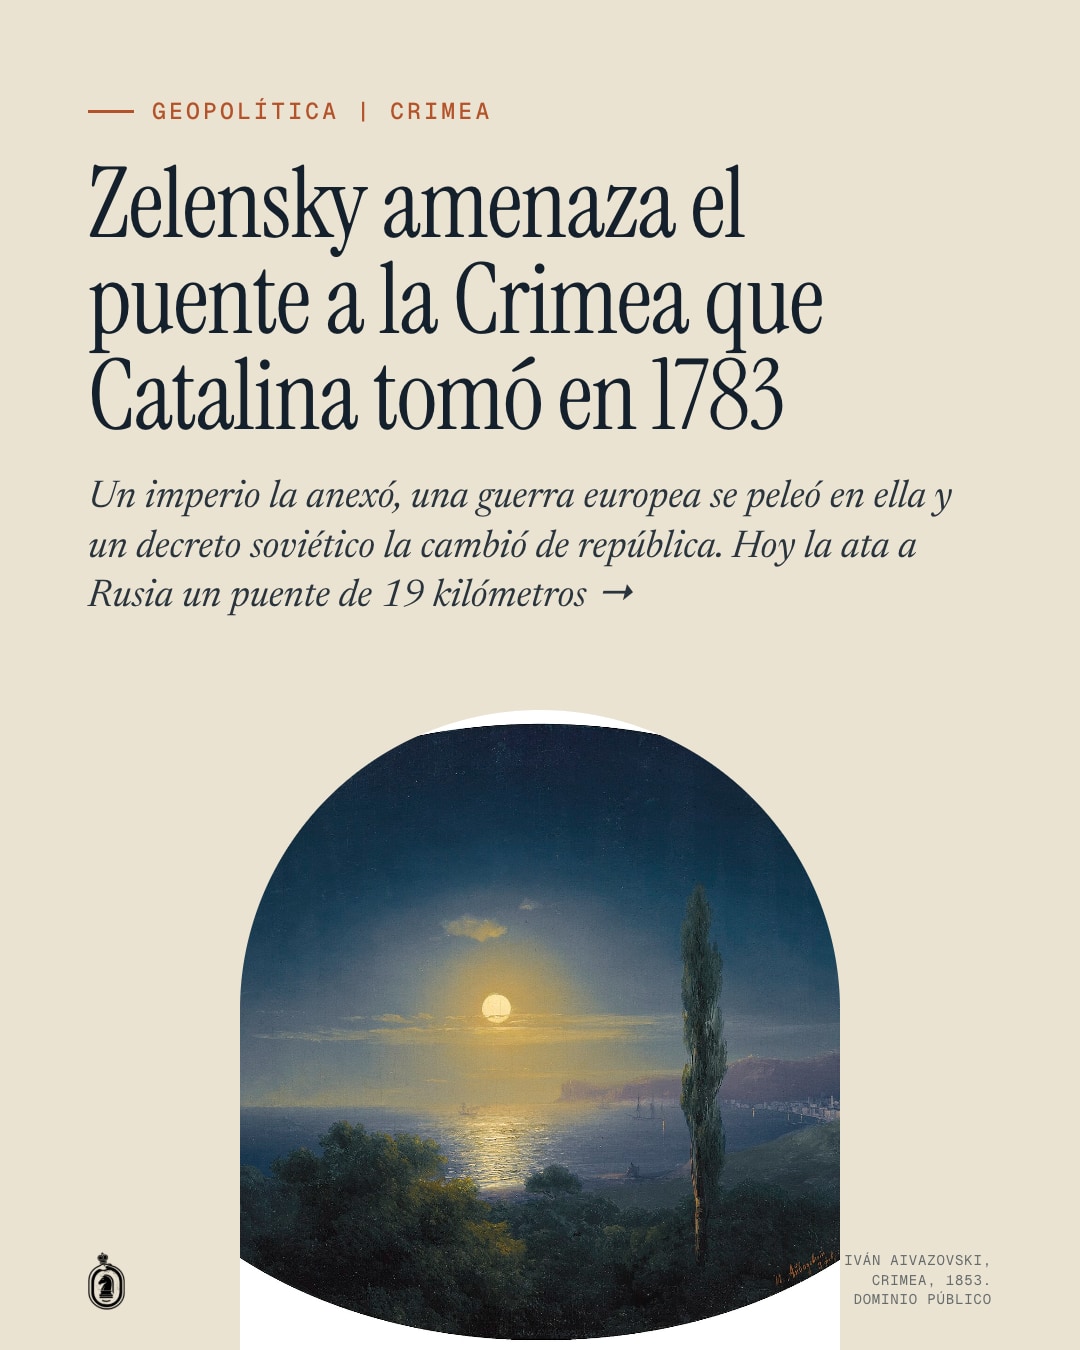 GEOPOLÍTICA | CRIMEA
Zelensky amenaza el
puente a la Crimea que
Catalina tomó en 1783
Un imperio la anexó, una guerra europea se peleó en ella y
un decreto soviético la cambió de república. Hoy la ata a
Rusia un puente de 19 kilómetros →
IVÁN AIVAZOVSKI,
CRIMEA, 1853.
DOMINIO PÚBLICO